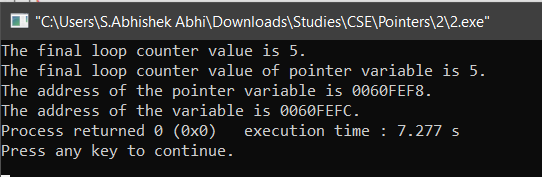 "C:\Users\S.Abhishek Abhi\Downloads\Studies\CSE\Pointers\2\2.exe"
The final loop counter value is 5.
The final loop counter value of pointer variable is 5.
The address of the pointer variable is 0060FEF8.
The address of the variable is 0060FEFC.
Process returned 0 (0x0)   execution time : 7.277 s
Press any key to continue.